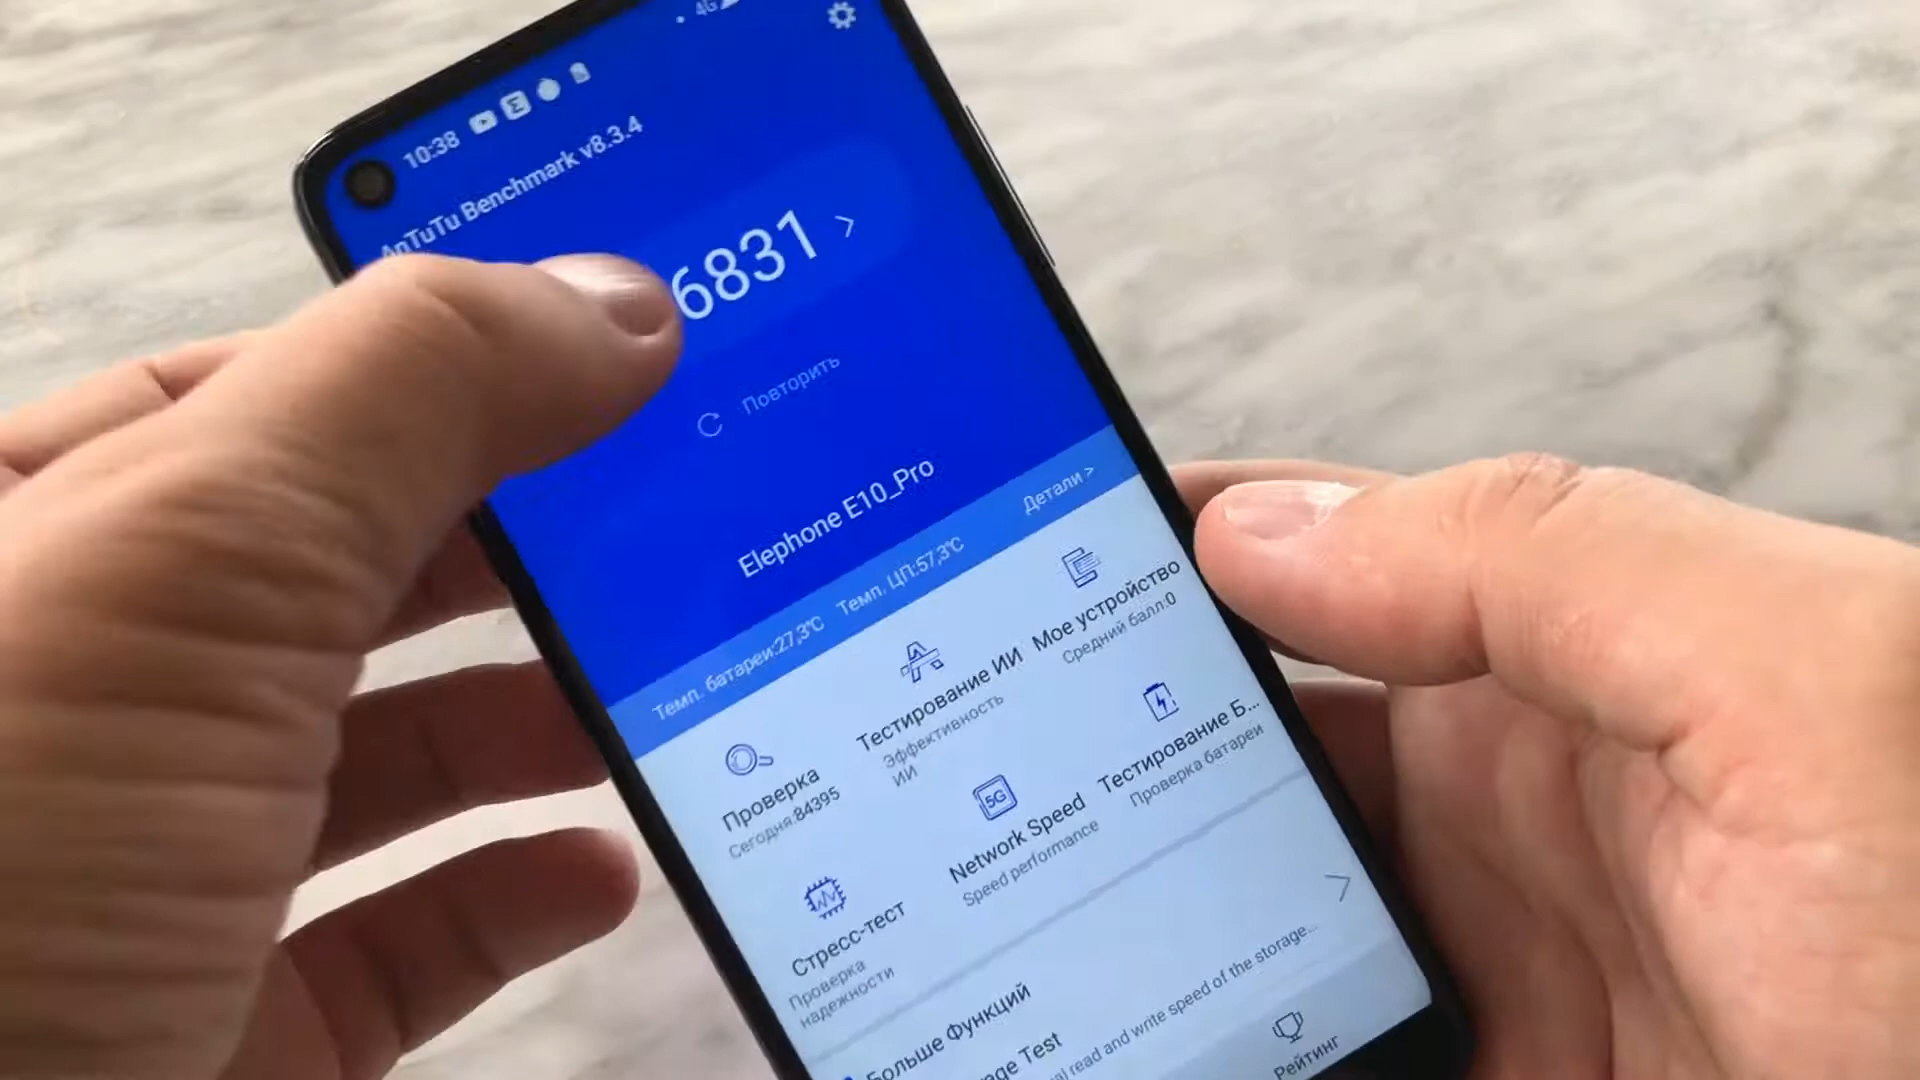 10:38
4G
AnTuTu Benchmark v8.3.4
6831
Повторить
Elephone E10_Pro
Темп. батареи:27,3℃ Темп. ЦП:57,3℃ Детали >
Проверка
Сегодня:84395
Тестирование ИИ
Эффективность
ИИ
Мое устройство
Средний балл:0
Стресс-тест
Проверка
надежности
5G
Network Speed
Speed performance
Тестирование Б...
Проверка батареи
Больше Функций
Test
read and write speed of the storage...
Рейтинг